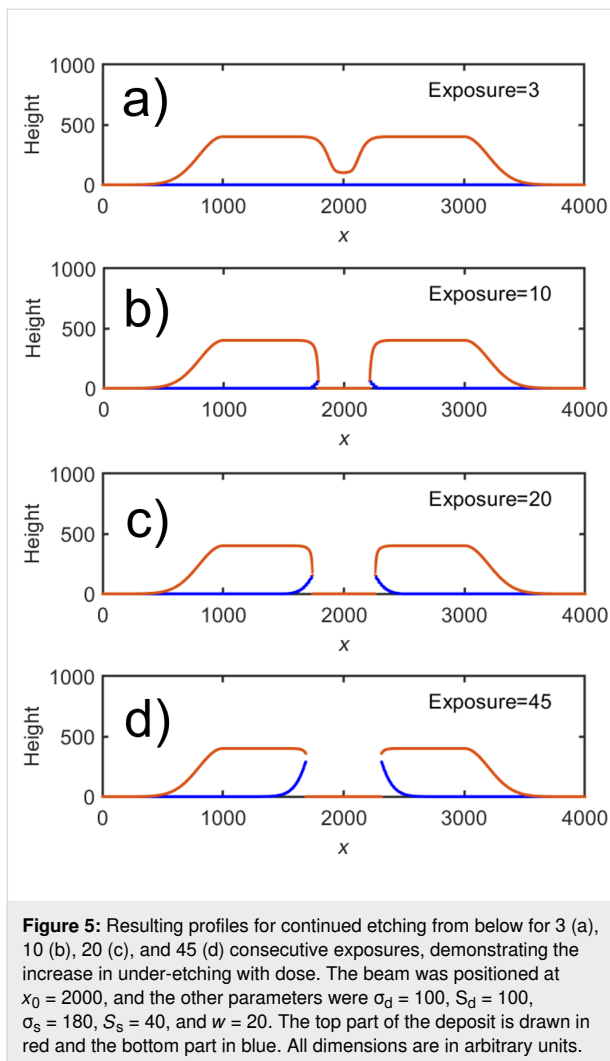 1000
a)
Exposure=3
Height
500
0
0 1000 2000 3000 4000
x
1000
b)
Exposure=10
Height
500
0
0 1000 2000 3000 4000
x
1000
c)
Exposure=20
Height
500
0
0 1000 2000 3000 4000
x
1000
d)
Exposure=45
Height
500
0
0 1000 2000 3000 4000
x
Figure 5: Resulting profiles for continued etching from below for 3 (a),
10 (b), 20 (c), and 45 (d) consecutive exposures, demonstrating the
increase in under-etching with dose. The beam was positioned at
x₀ = 2000, and the other parameters were σd = 100, Sd = 100,
σs = 180, Ss = 40, and w = 20. The top part of the deposit is drawn in
red and the bottom part in blue. All dimensions are in arbitrary units.